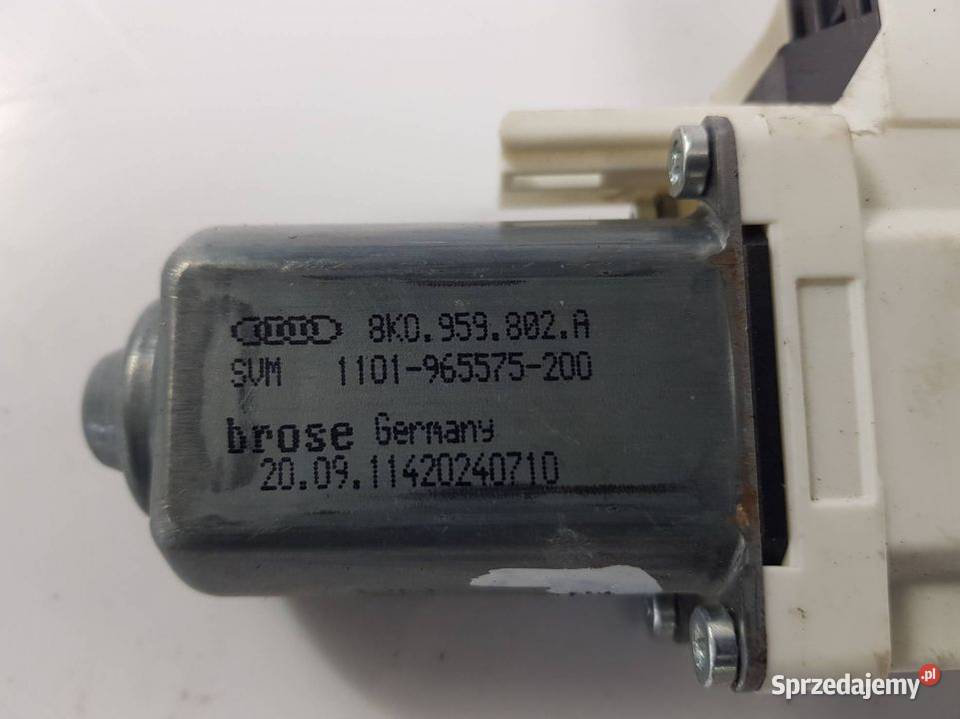 8K0.959.802.A
SVM 1101-965575-200
brose Germany
20.09.11420240710
Sprzedajemy.pl